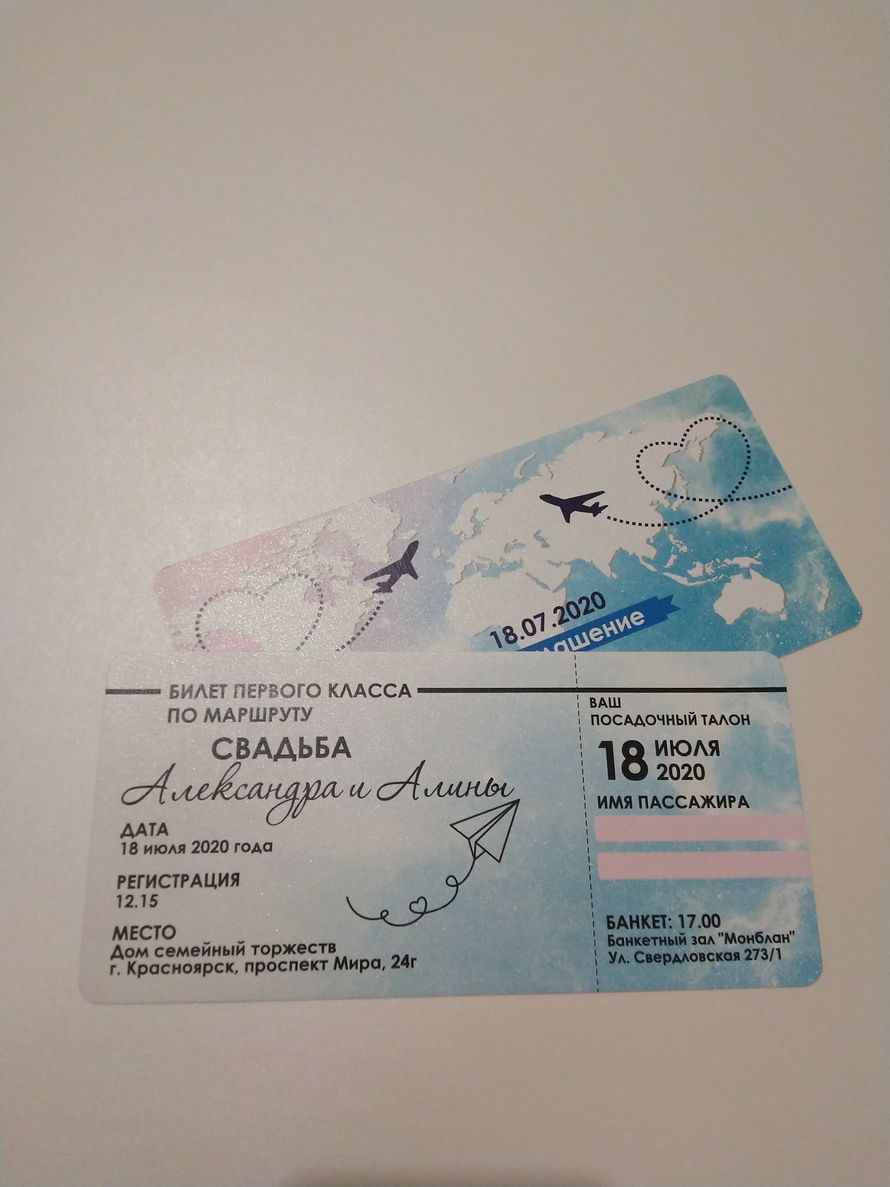 18.07.2020
БИЛЕТ ПЕРВОГО КЛАССА
ПО МАРШРУТУ
СВАДЬБА
Александра и Алины
ДАТА
18 июля 2020 года
РЕГИСТРАЦИЯ
12.15
МЕСТО
Дом семейный торжеств
г. Красноярск, проспект Мира, 24г
ВАШ
ПОСАДОЧНЫЙ ТАЛОН
18 ИЮЛЯ
2020
ИМЯ ПАССАЖИРА
БАНКЕТ: 17.00
Банкетный зал "Монблан"
Ул. Свердловская 273/1